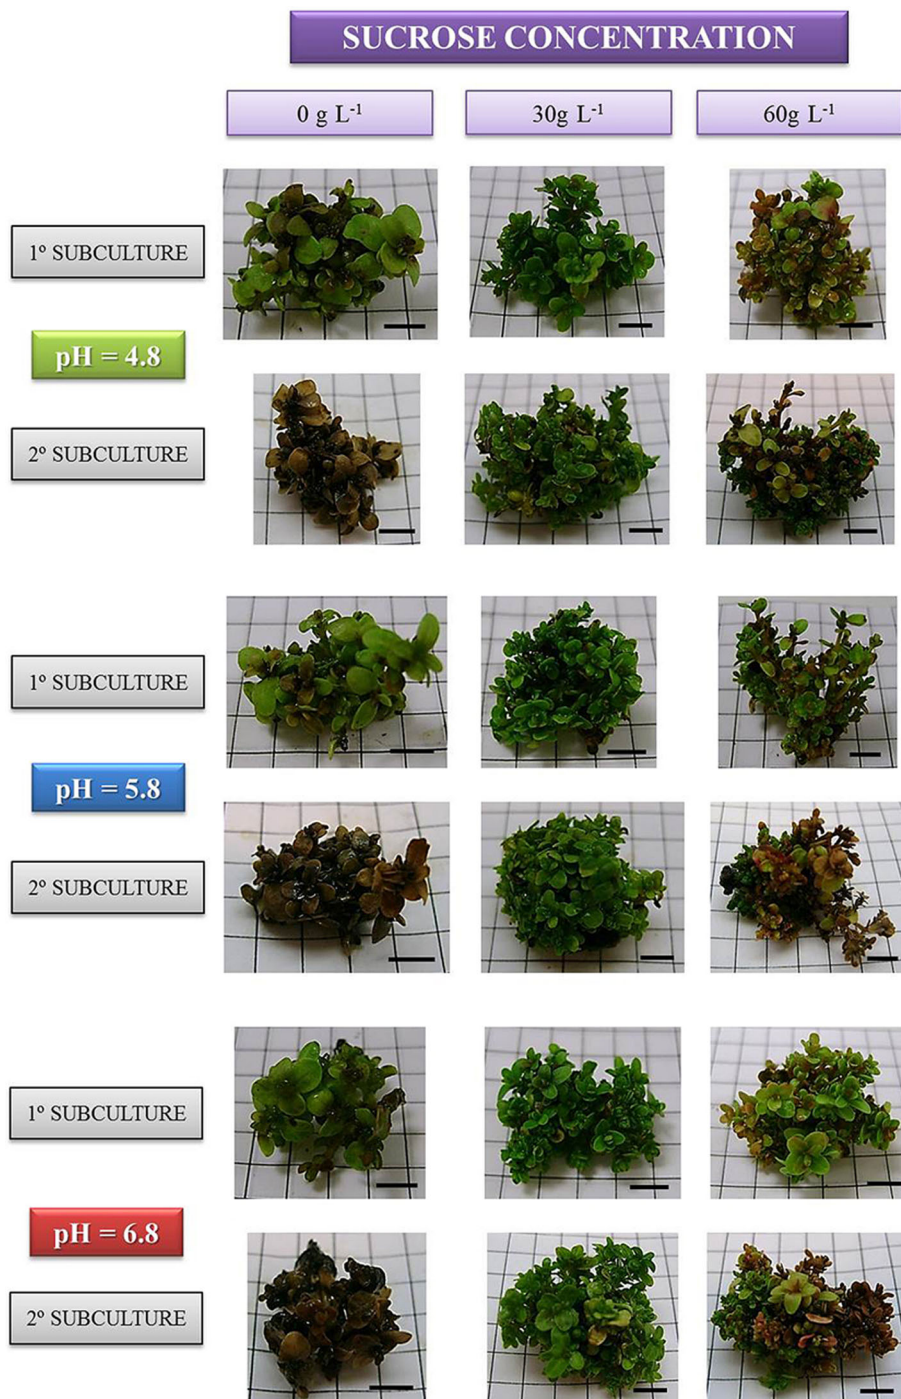 SUCROSE CONCENTRATION
0 g L⁻¹
30g L⁻¹
60g L⁻¹
1º SUBCULTURE
pH = 4.8
2º SUBCULTURE
1º SUBCULTURE
pH = 5.8
2º SUBCULTURE
1º SUBCULTURE
pH = 6.8
2º SUBCULTURE